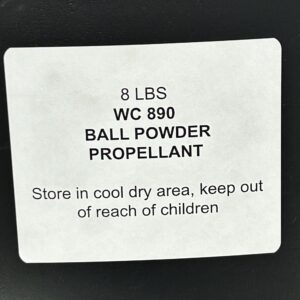 8 LBS
WC 890
BALL POWDER
PROPELLANT
Store in cool dry area, keep out
of reach of children